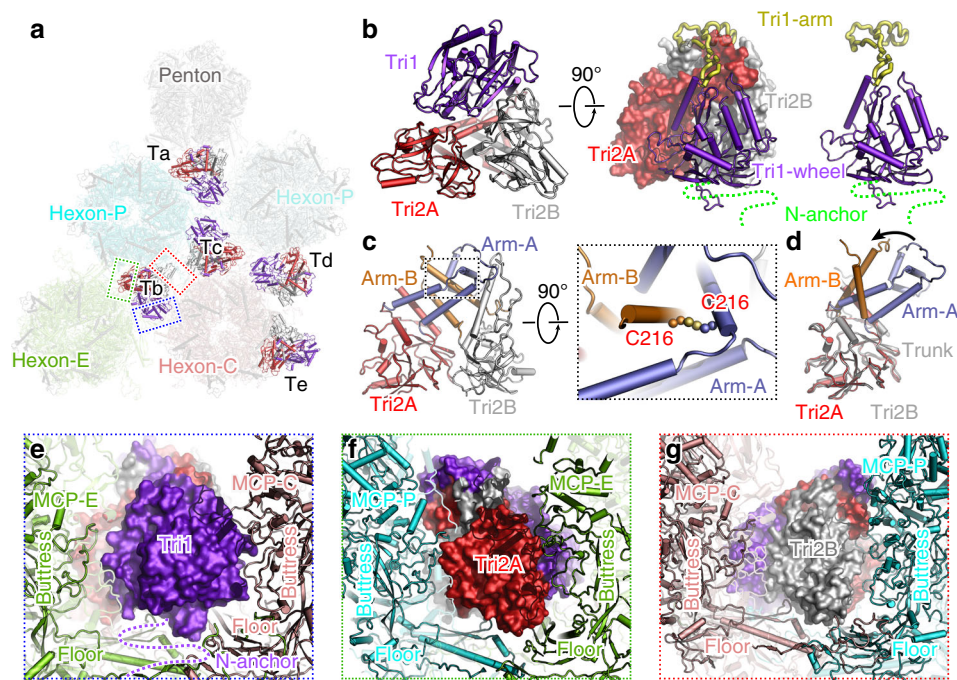 a
Penton
Ta
Hexon-P
Hexon-P
Tc
Td
Tb
Hexon-E
Hexon-C
Te
b
Tri1
Tri2A
Tri2B
90°
Tri1-arm
Tri2B
Tri2A
Tri1-wheel
N-anchor
c
Arm-A
Arm-B
Tri2A
Tri2B
90°
Arm-B
C216
C216
Arm-A
d
Arm-B
Arm-A
Trunk
Tri2A
Tri2B
e
MCP-E
MCP-C
Tri1
Buttress
Buttress
Floor
Floor
N-anchor
f
MCP-P
MCP-E
Tri2A
Buttress
Buttress
Floor
Floor
g
MCP-C
MCP-P
Tri2B
Buttress
Buttress
Floor
Floor